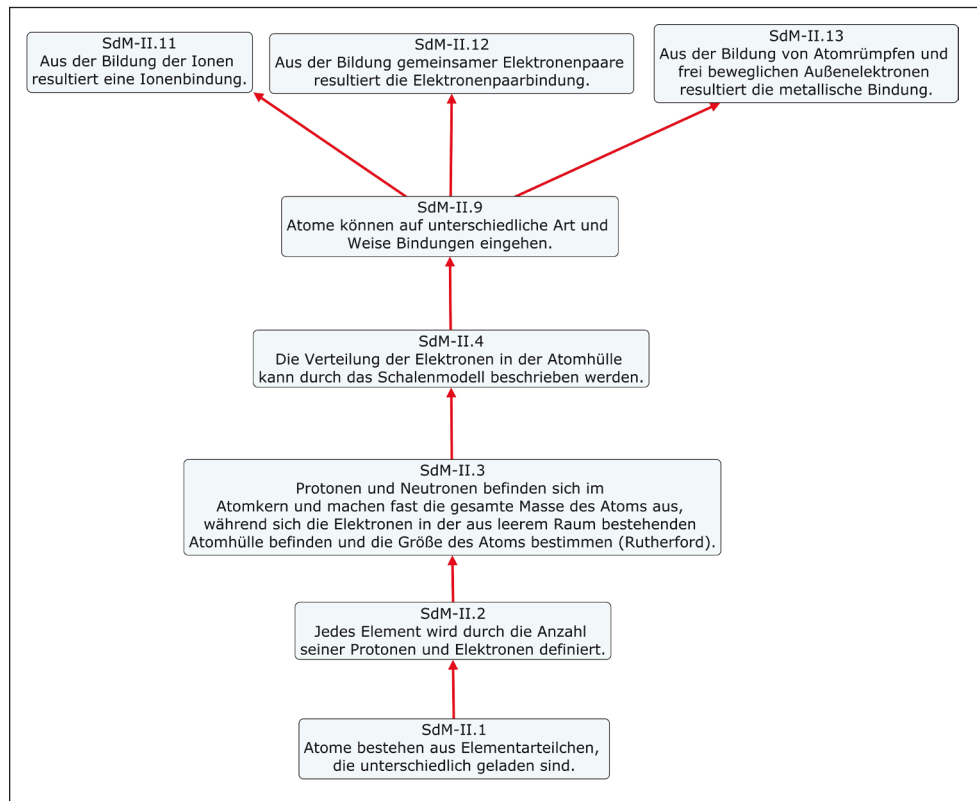 SdM-II.11
Aus der Bildung der Ionen
resultiert eine Ionenbindung.
SdM-II.12
Aus der Bildung gemeinsamer Elektronenpaare
resultiert die Elektronenpaarbindung.
SdM-II.13
Aus der Bildung von Atomrümpfen und
frei beweglichen Außenelektronen
resultiert die metallische Bindung.
SdM-II.9
Atome können auf unterschiedliche Art und
Weise Bindungen eingehen.
SdM-II.4
Die Verteilung der Elektronen in der Atomhülle
kann durch das Schalenmodell beschrieben werden.
SdM-II.3
Protonen und Neutronen befinden sich im
Atomkern und machen fast die gesamte Masse des Atoms aus,
während sich die Elektronen in der aus leerem Raum bestehenden
Atomhülle befinden und die Größe des Atoms bestimmen (Rutherford).
SdM-II.2
Jedes Element wird durch die Anzahl
seiner Protonen und Elektronen definiert.
SdM-II.1
Atome bestehen aus Elementarteilchen,
die unterschiedlich geladen sind.